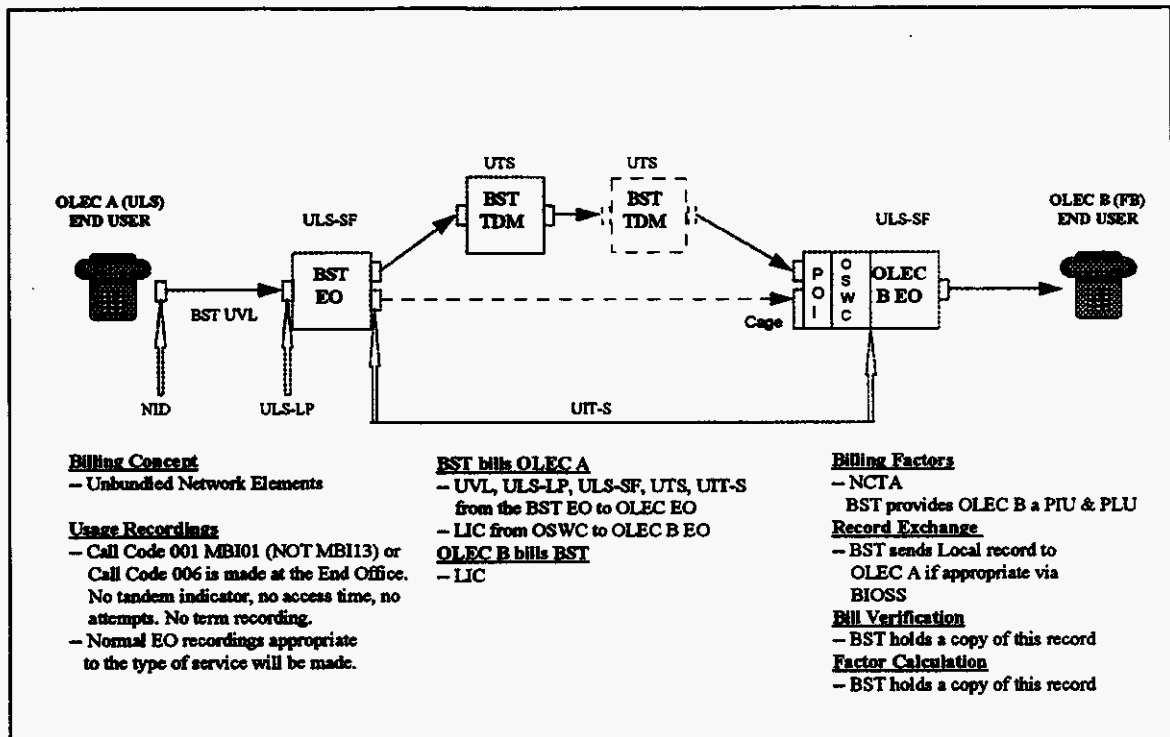 UTS
UTS
OLEC A (ULS)
END USER
ULS-SF
BST
TDM
BST
TDM
ULS-SF
OLEC B (FB)
END USER
BST
EO
POI
OSWC
OLEC
B EO
BST UVL
Cage
NID
ULS-LP
UIT-S
Billing Concept
– Unbundled Network Elements
Usage Recordings
– Call Code 001 MBI01 (NOT MBI13) or
Call Code 006 is made at the End Office.
No tandem indicator, no access time, no
attempts. No term recording.
– Normal EO recordings appropriate
to the type of service will be made.
BST bills OLEC A
– UVL, ULS-LP, ULS-SF, UTS, UIT-S
from the BST EO to OLEC EO
– LIC from OSWC to OLEC B EO
OLEC B bills BST
– LIC
Billing Factors
– NCTA
BST provides OLEC B a PIU & PLU
Record Exchange
– BST sends Local record to
OLEC A if appropriate via
BIOSS
Bill Verification
– BST holds a copy of this record
Factor Calculation
– BST holds a copy of this record